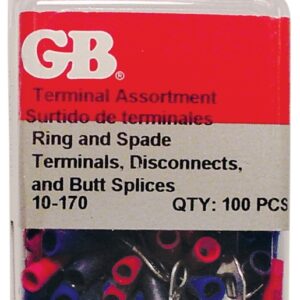 GB®
Terminal Assortment
Surtido de terminales
Ring and Spade
Terminals, Disconnects,
and Butt Splices
10-170 QTY: 100 PCS